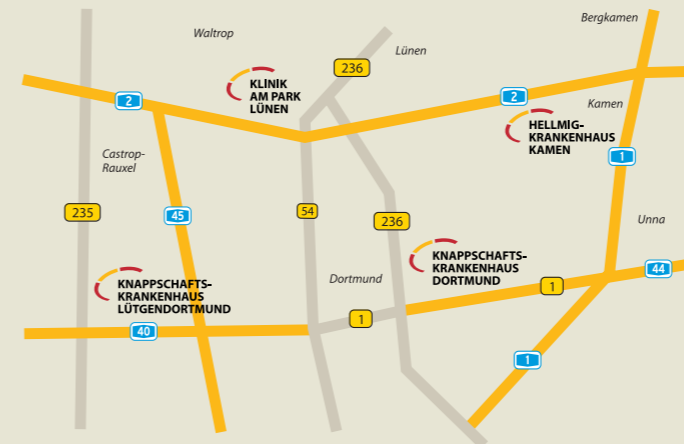 Bergkamen
Waltrop
Lünen
236
KLINIK
AM PARK
LÜNEN
2
2
Kamen
HELLMIG-
KRANKENHAUS
KAMEN
Castrop-
Rauxel
1
235
45
54
236
Unna
KNAPPSCHAFTS-
KRANKENHAUS
DORTMUND
44
Dortmund
KNAPPSCHAFTS-
KRANKENHAUS
LÜTGENDORTMUND
1
1
40
1